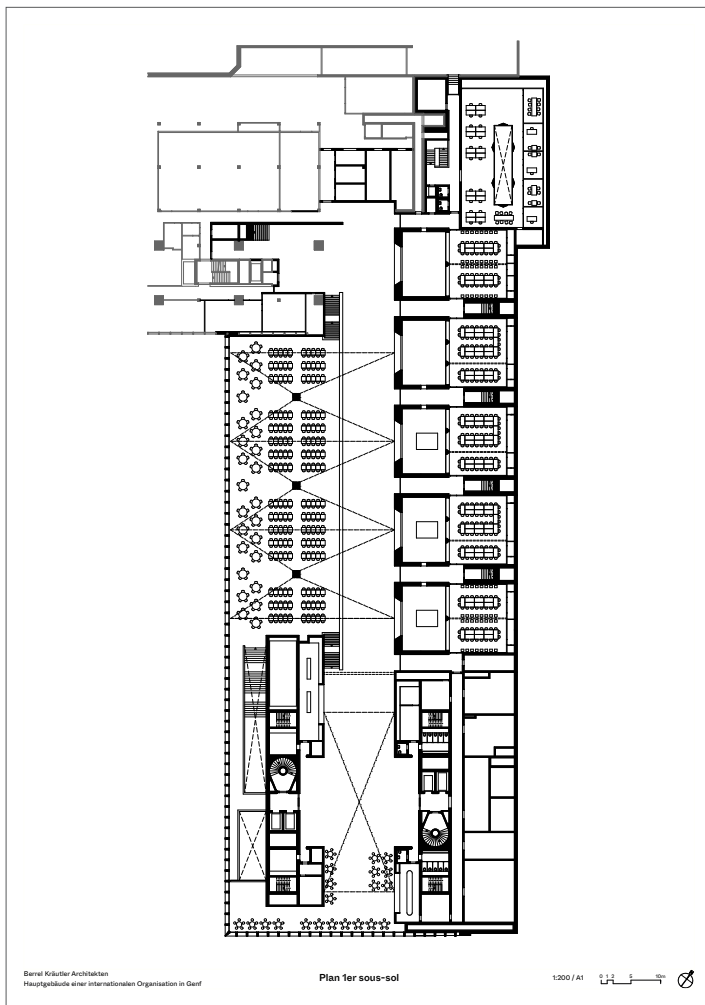 Berrel Kräutler Architekten
Hauptgebäude einer internationalen Organisation in Genf
Plan 1er sous-sol
1:200 / A1
0 1 2 5 10m